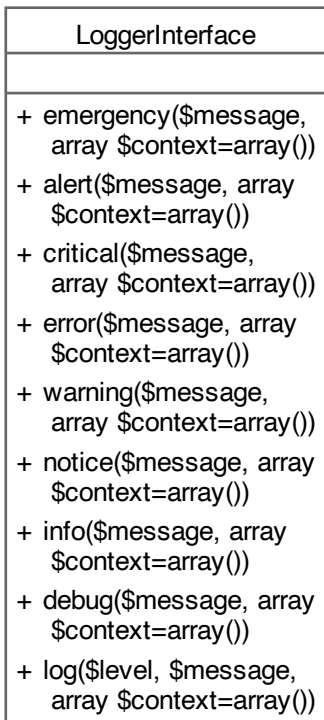 LoggerInterface
+ emergency($message,
array $context=array())
+ alert($message, array
$context=array())
+ critical($message,
array $context=array())
+ error($message, array
$context=array())
+ warning($message,
array $context=array())
+ notice($message, array
$context=array())
+ info($message, array
$context=array())
+ debug($message, array
$context=array())
+ log($level, $message,
array $context=array())